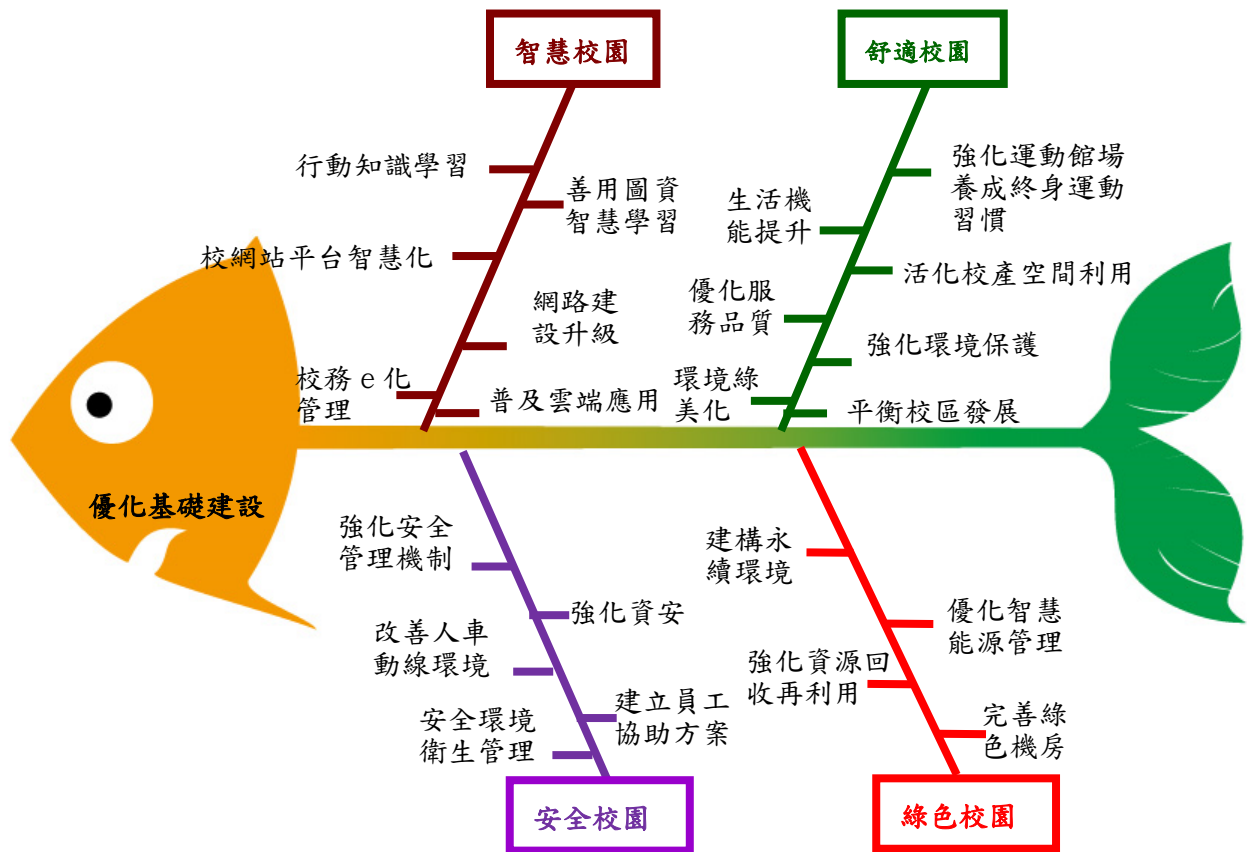 智慧校園
舒適校園
行動知識學習
善用圖資
智慧學習
校網站平台智慧化
網路建
設升級
校務e化
管理
普及雲端應用
強化運動館場
養成終身運動
習慣
生活機
能提升
活化校產空間利用
優化服
務品質
強化環境保護
環境綠
美化
平衡校區發展
優化基礎建設
強化安全
管理機制
強化資安
改善人車
動線環境
建立員工
協助方案
安全環境
衛生管理
安全校園
建構永
續環境
優化智慧
能源管理
強化資源回
收再利用
完善綠
色機房
綠色校園